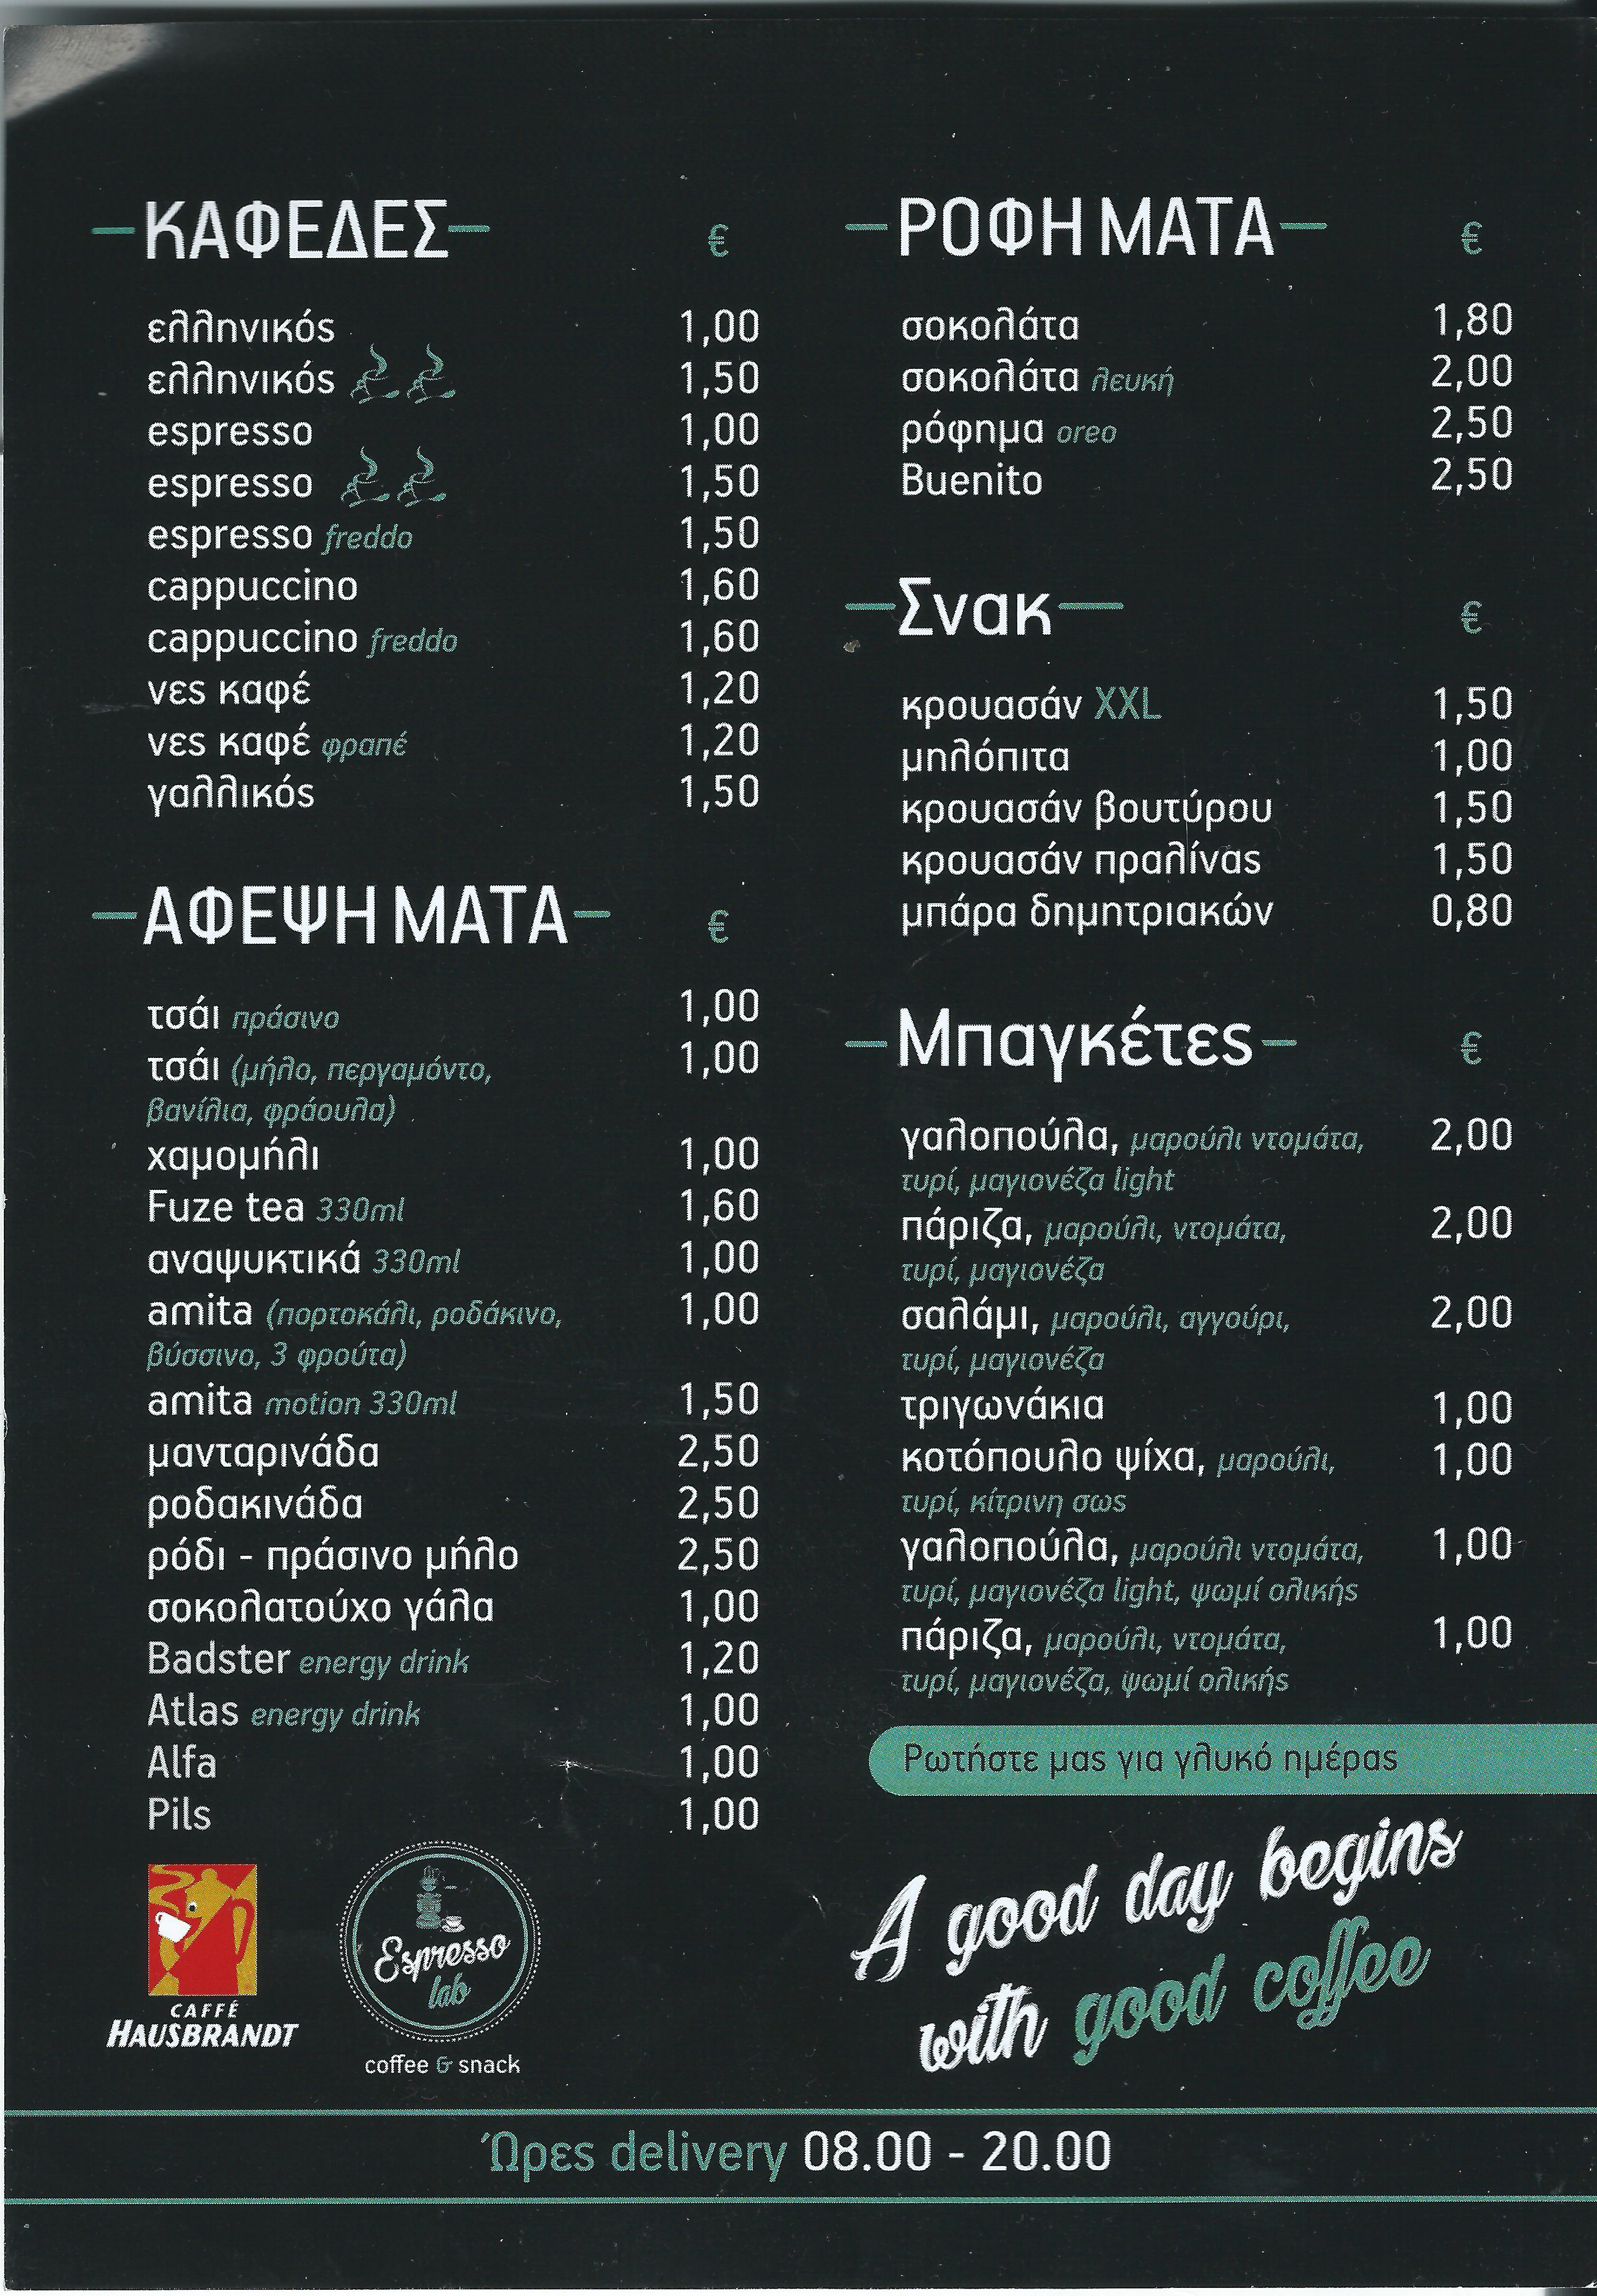 ΚΑΦΕΔΕΣ €
ελληνικός 1,00
ελληνικός 1,50
espresso 1,00
espresso 1,50
espresso freddo 1,50
cappuccino 1,60
cappuccino freddo 1,60
νες καφέ 1,20
νες καφέ φραπέ 1,20
γαλλικός 1,50
ΑΦΕΨΗΜΑΤΑ €
τσάι πράσινο 1,00
τσάι (μήλο, περγαμόντο, 1,00
βανίλια, φράουλα)
χαμομήλι 1,00
Fuze tea 330ml 1,60
αναψυκτικά 330ml 1,00
amita (πορτοκάλι, ροδάκινο, 1,00
βύσσινο, 3 φρούτα)
amita motion 330ml 1,50
μανταρινάδα 2,50
ροδακινάδα 2,50
ρόδι - πράσινο μήλο 2,50
σοκολατούχο γάλα 1,00
Badster energy drink 1,20
Atlas energy drink 1,00
Alfa 1,00
Pils 1,00
CAFFÉ
HAUSBRANDT
Espresso
lab
coffee & snack
ΡΟΦΗΜΑΤΑ €
σοκολάτα 1,80
σοκολάτα λευκή 2,00
ρόφημα oreo 2,50
Buenito 2,50
Σνακ €
κρουασάν XXL 1,50
μηλόπιτα 1,00
κρουασάν βουτύρου 1,50
κρουασάν πραλίνας 1,50
μπάρα δημητριακών 0,80
Μπαγκέτες €
γαλοπούλα, μαρούλι ντομάτα, 2,00
τυρί, μαγιονέζα light
πάριζα, μαρούλι, ντομάτα, 2,00
τυρί, μαγιονέζα
σαλάμι, μαρούλι, αγγούρι, 2,00
τυρί, μαγιονέζα
τριγωνάκια 1,00
κοτόπουλο ψίχα, μαρούλι, 1,00
τυρί, κίτρινη σως
γαλοπούλα, μαρούλι ντομάτα, 1,00
τυρί, μαγιονέζα light, ψωμί ολικής
πάριζα, μαρούλι, ντομάτα, 1,00
τυρί, μαγιονέζα, ψωμί ολικής
Ρωτήστε μας για γλυκό ημέρας
A good day begins
with good coffee
Ώρες delivery 08.00 - 20.00